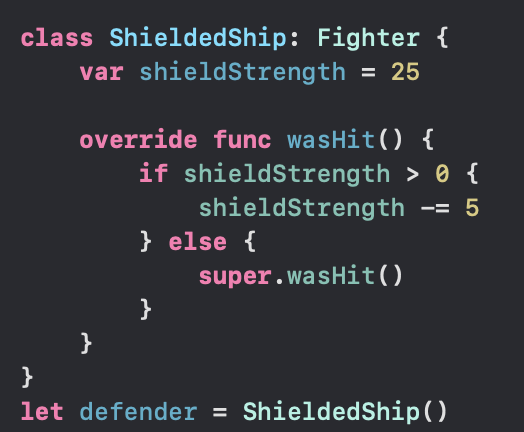 class ShieldedShip: Fighter {
    var shieldStrength = 25

    override func wasHit() {
        if shieldStrength > 0 {
            shieldStrength -= 5
        } else {
            super.wasHit()
        }
    }
}
let defender = ShieldedShip()